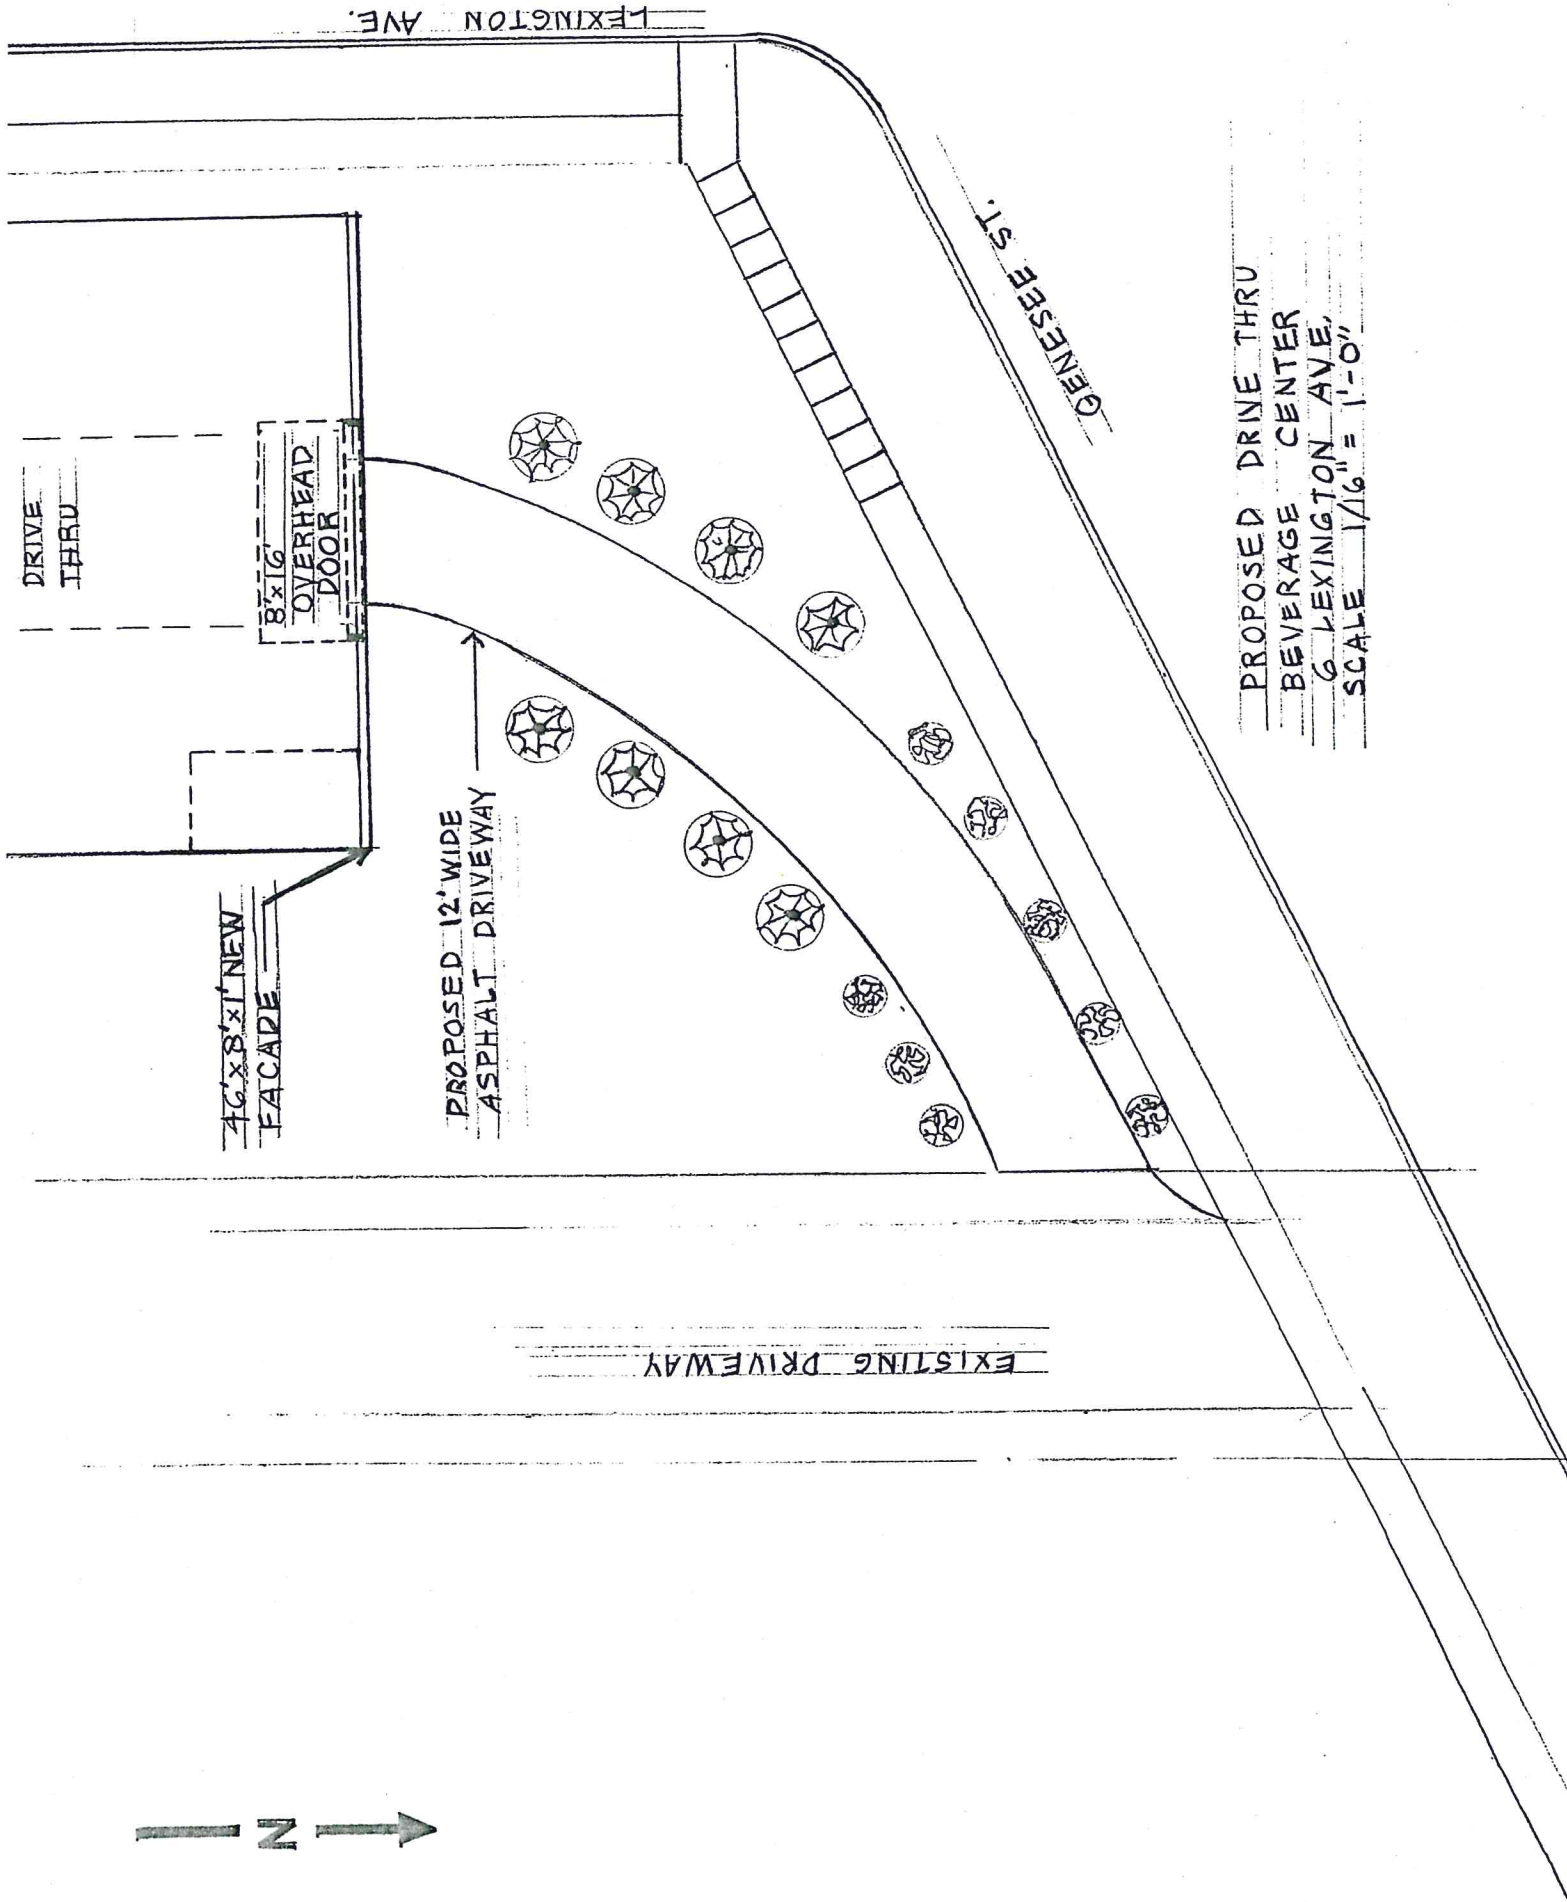 LEXINGTON AVE.
GENESEE ST.
DRIVE
THRU
8'x16'
OVERHEAD
DOOR
46'x8'x1' NEW
FACADE
PROPOSED 12' WIDE
ASPHALT DRIVEWAY
EXISTING DRIVEWAY
PROPOSED DRIVE THRU
BEVERAGE CENTER
6 LEXINGTON AVE.
SCALE 1/16" = 1'-0"
N